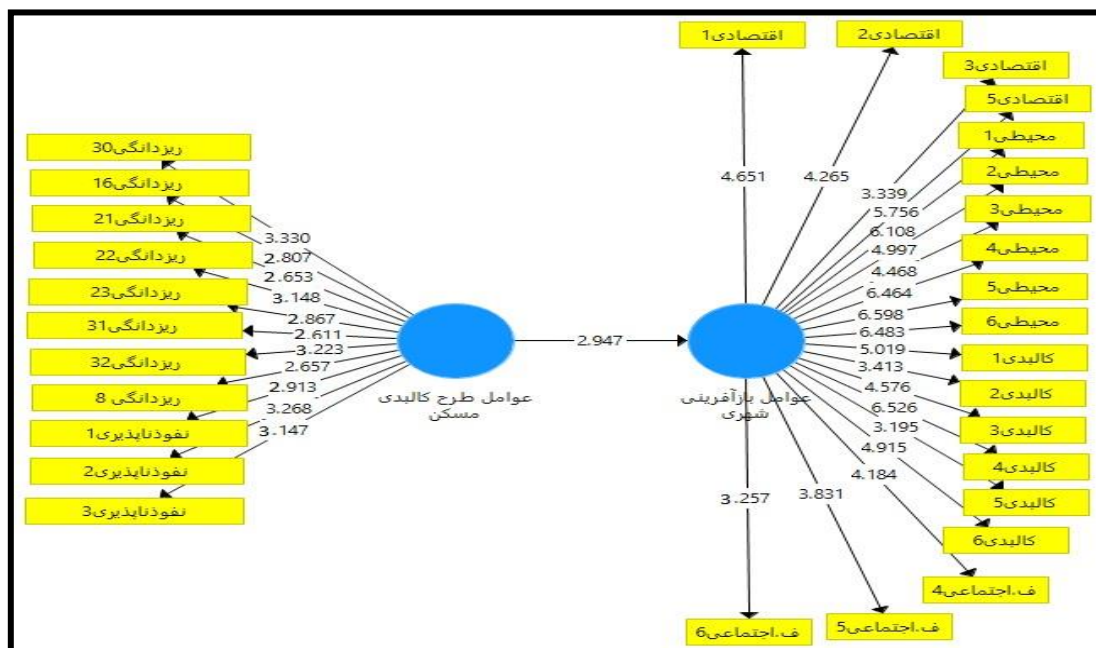 اقتصادی1
اقتصادی2
اقتصادی3
اقتصادی5
محیطی1
محیطی2
محیطی3
محیطی4
محیطی5
محیطی6
کالبدی1
کالبدی2
کالبدی3
کالبدی4
کالبدی5
کالبدی6
ف.اجتماعی4
ف.اجتماعی5
ف.اجتماعی6
4.651
4.265
3.339
5.756
6.108
4.997
4.468
6.464
6.598
6.483
5.019
3.413
4.576
6.526
3.195
4.915
4.184
3.831
3.257
عوامل بازآفرینی
شهری
2.947
عوامل طرح کالبدی
مسکن
3.330
2.807
2.653
3.148
2.867
2.611
3.223
2.657
2.913
3.268
3.147
ریزدانگی30
ریزدانگی16
ریزدانگی21
ریزدانگی22
ریزدانگی23
ریزدانگی31
ریزدانگی32
ریزدانگی 8
نفوذناپذیری1
نفوذناپذیری2
نفوذناپذیری3